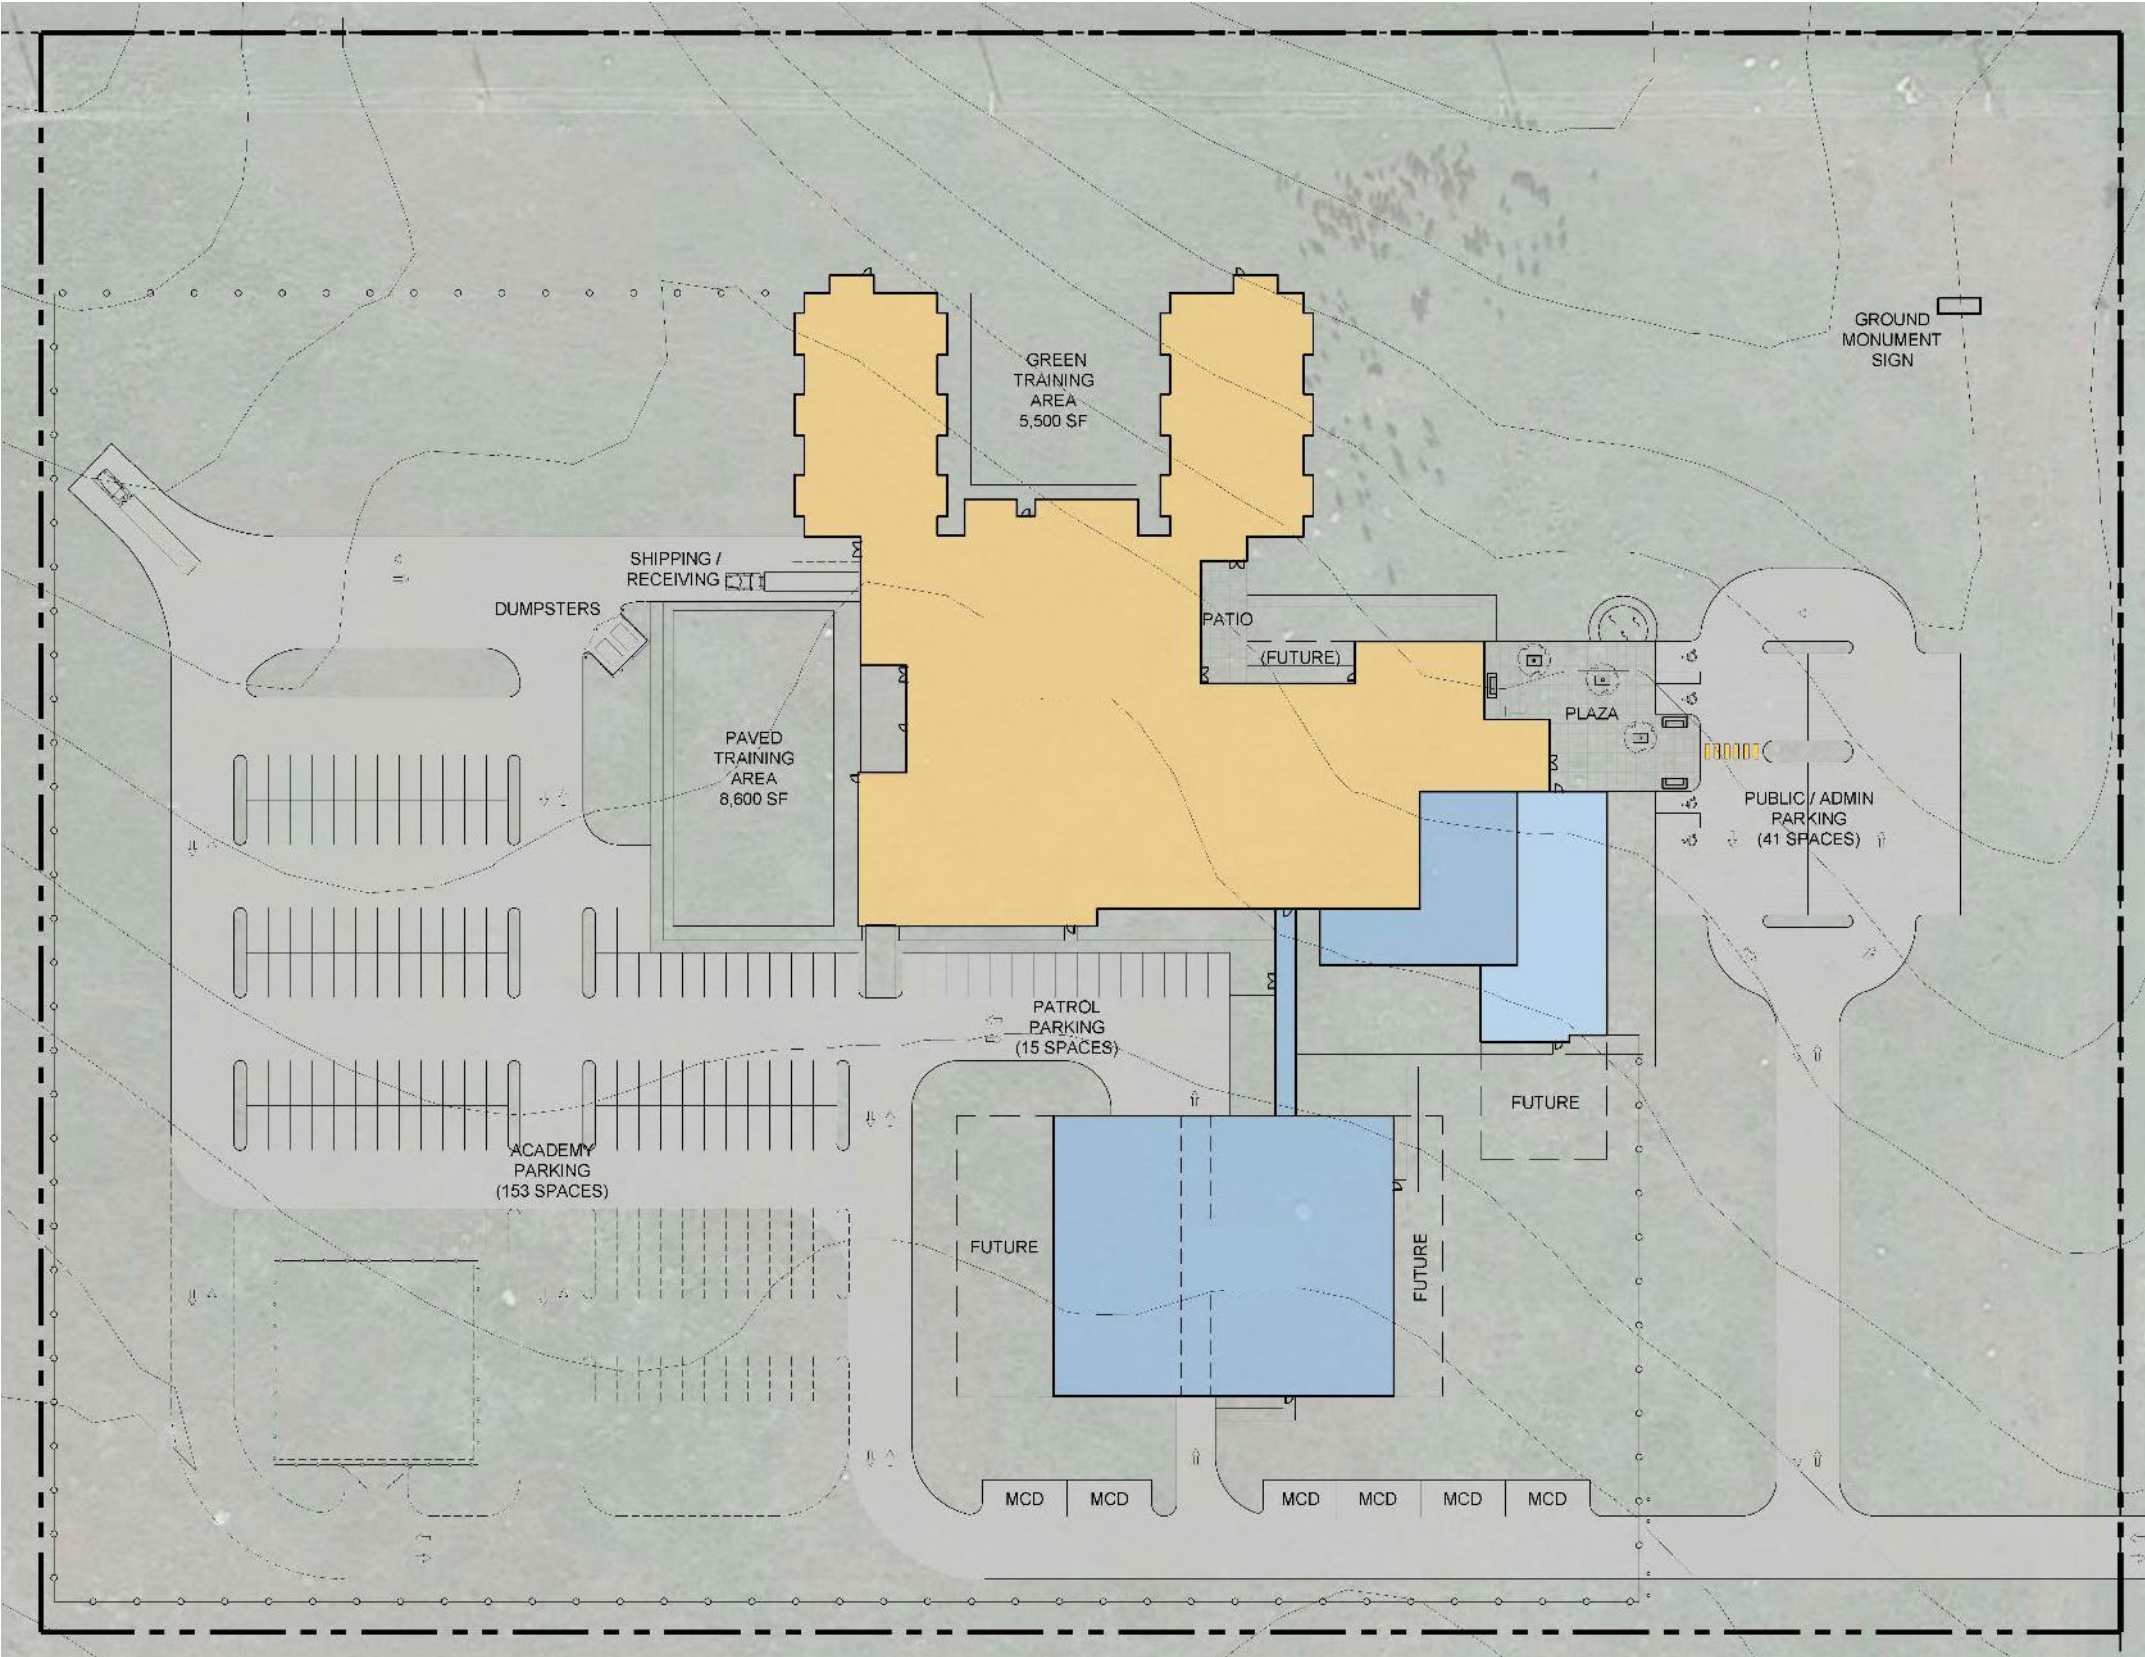 GROUND
MONUMENT
SIGN
GREEN
TRAINING
AREA
5,500 SF
SHIPPING /
RECEIVING
DUMPSTERS
PATIO
(FUTURE)
PLAZA
PAVED
TRAINING
AREA
8,600 SF
PUBLIC / ADMIN
PARKING
(41 SPACES)
PATROL
PARKING
(15 SPACES)
FUTURE
ACADEMY
PARKING
(153 SPACES)
FUTURE
FUTURE
MCD
MCD
MCD
MCD
MCD
MCD